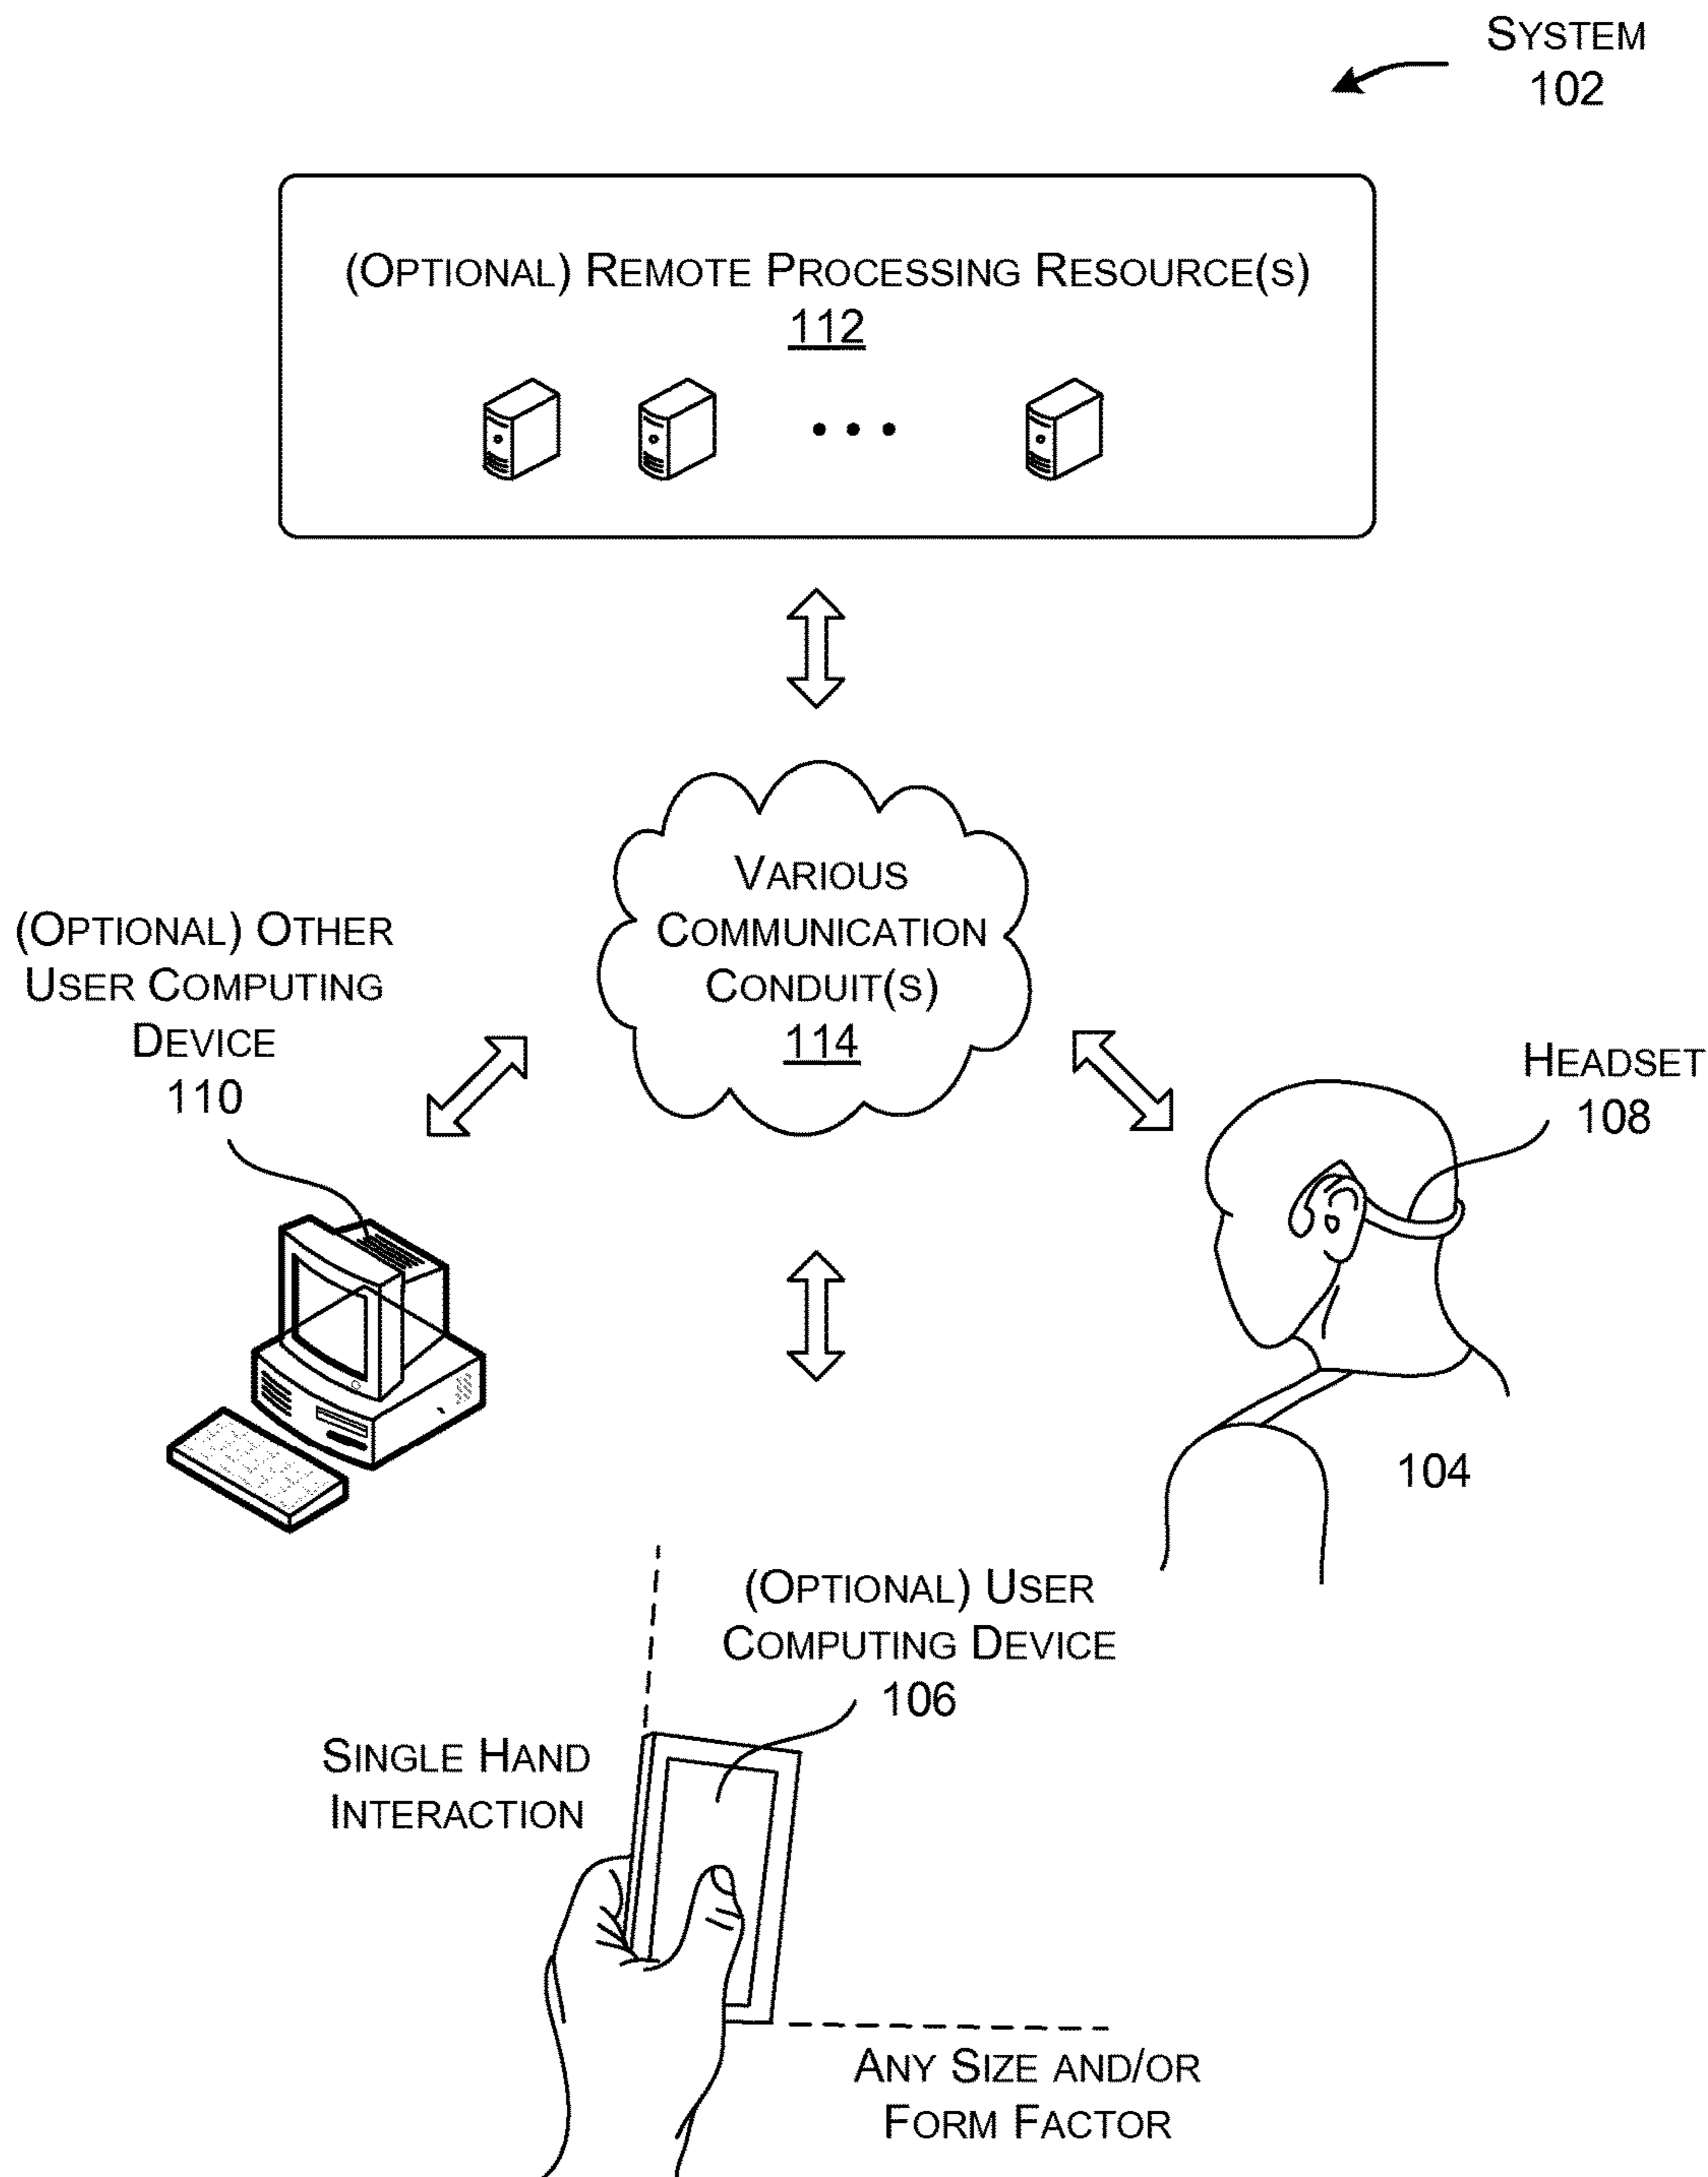 SYSTEM
102
(OPTIONAL) REMOTE PROCESSING RESOURCE(S)
112
VARIOUS
COMMUNICATION
CONDUIT(S)
114
(OPTIONAL) OTHER
USER COMPUTING
DEVICE
110
HEADSET
108
104
(OPTIONAL) USER
COMPUTING DEVICE
106
SINGLE HAND
INTERACTION
ANY SIZE AND/OR
FORM FACTOR